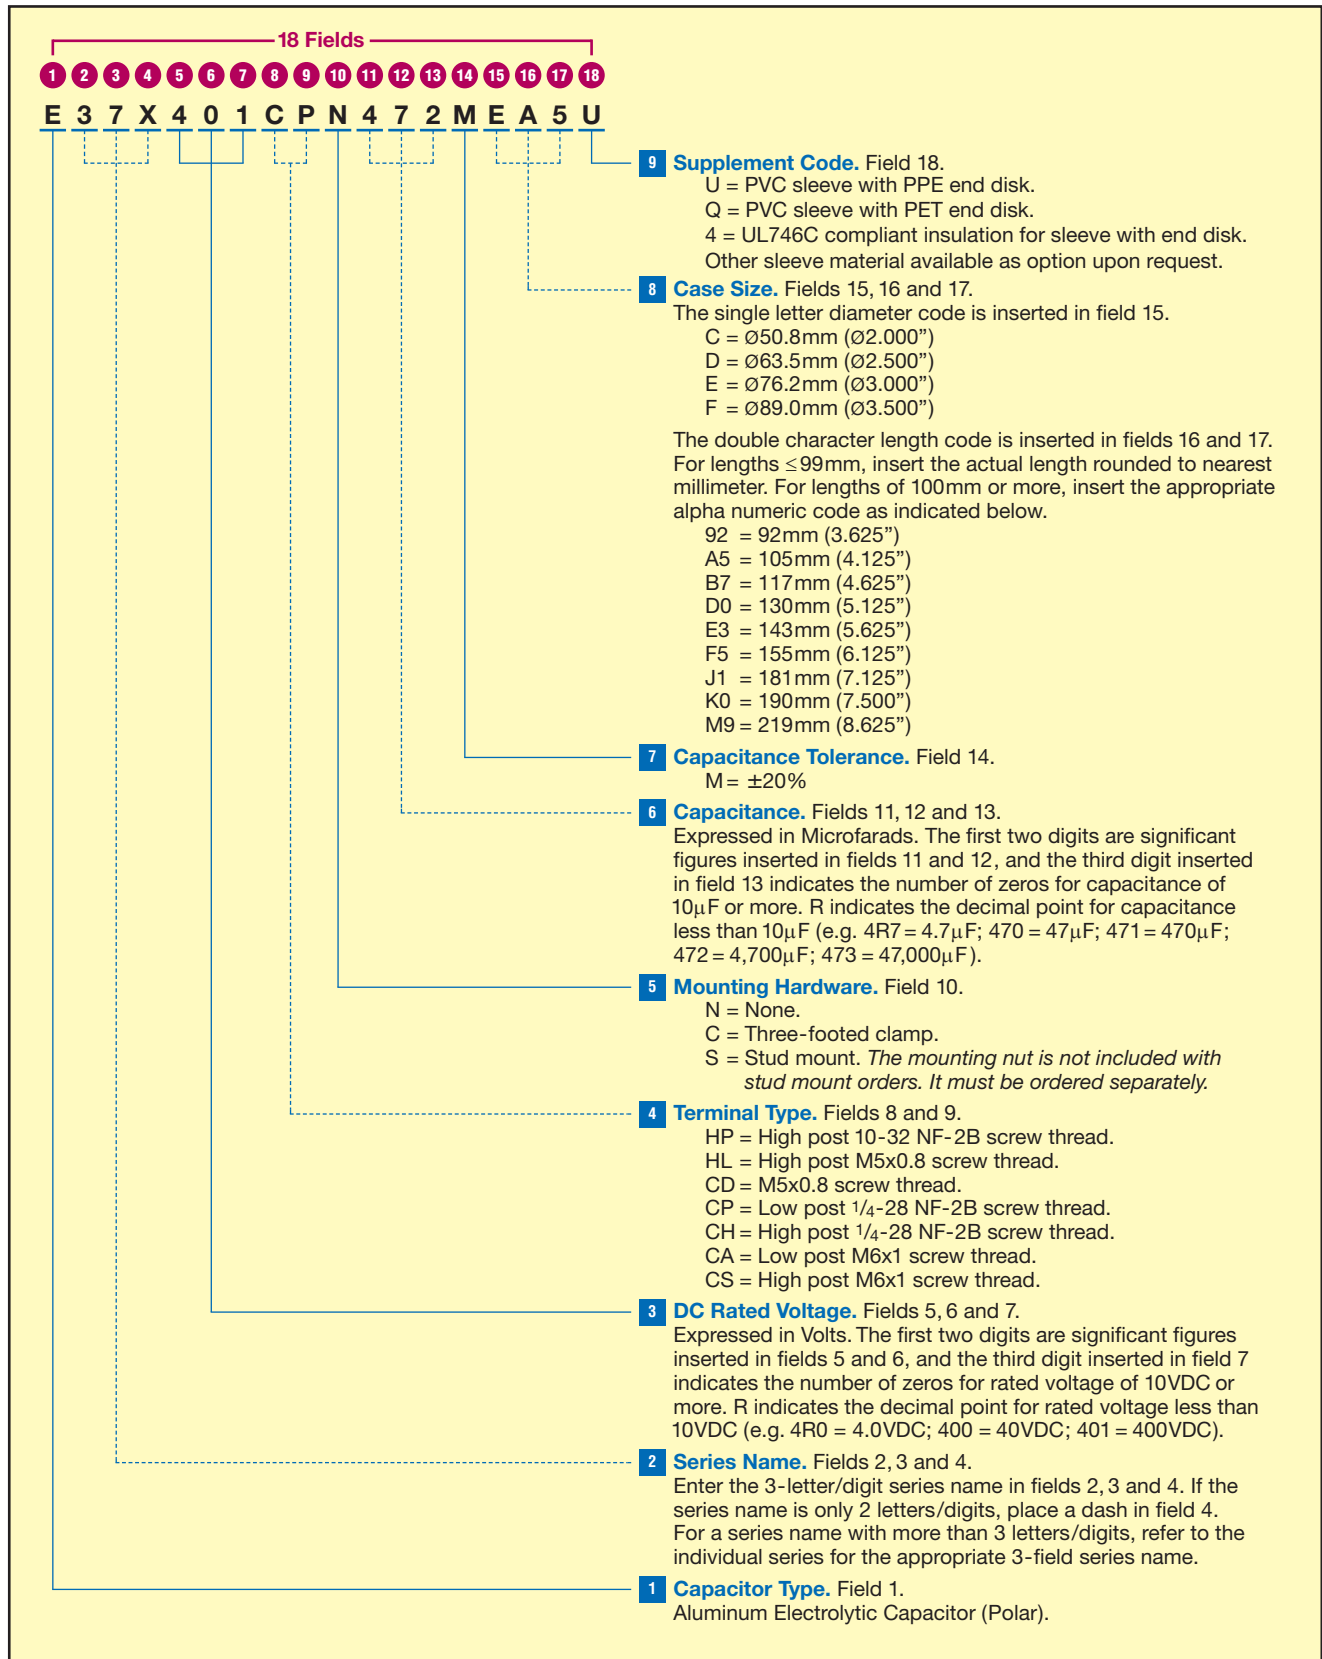 18 Fields
1 2 3 4 5 6 7 8 9 10 11 12 13 14 15 16 17 18
E 3 7 X 4 0 1 C P N 4 7 2 M E A 5 U
9 Supplement Code. Field 18.
U = PVC sleeve with PPE end disk.
Q = PVC sleeve with PET end disk.
4 = UL746C compliant insulation for sleeve with end disk.
Other sleeve material available as option upon request.
8 Case Size. Fields 15, 16 and 17.
The single letter diameter code is inserted in field 15.
C = Ø50.8mm (Ø2.000”)
D = Ø63.5mm (Ø2.500”)
E = Ø76.2mm (Ø3.000”)
F = Ø89.0mm (Ø3.500”)
The double character length code is inserted in fields 16 and 17.
For lengths ≤99mm, insert the actual length rounded to nearest
millimeter. For lengths of 100mm or more, insert the appropriate
alpha numeric code as indicated below.
92 = 92mm (3.625”)
A5 = 105mm (4.125”)
B7 = 117mm (4.625”)
D0 = 130mm (5.125”)
E3 = 143mm (5.625”)
F5 = 155mm (6.125”)
J1 = 181mm (7.125”)
K0 = 190mm (7.500”)
M9 = 219mm (8.625”)
7 Capacitance Tolerance. Field 14.
M = ±20%
6 Capacitance. Fields 11, 12 and 13.
Expressed in Microfarads. The first two digits are significant
figures inserted in fields 11 and 12, and the third digit inserted
in field 13 indicates the number of zeros for capacitance of
10µF or more. R indicates the decimal point for capacitance
less than 10µF (e.g. 4R7 = 4.7µF; 470 = 47µF; 471 = 470µF;
472 = 4,700µF; 473 = 47,000µF).
5 Mounting Hardware. Field 10.
N = None.
C = Three-footed clamp.
S = Stud mount. The mounting nut is not included with
stud mount orders. It must be ordered separately.
4 Terminal Type. Fields 8 and 9.
HP = High post 10-32 NF-2B screw thread.
HL = High post M5x0.8 screw thread.
CD = M5x0.8 screw thread.
CP = Low post 1/4-28 NF-2B screw thread.
CH = High post 1/4-28 NF-2B screw thread.
CA = Low post M6x1 screw thread.
CS = High post M6x1 screw thread.
3 DC Rated Voltage. Fields 5, 6 and 7.
Expressed in Volts. The first two digits are significant figures
inserted in fields 5 and 6, and the third digit inserted in field 7
indicates the number of zeros for rated voltage of 10VDC or
more. R indicates the decimal point for rated voltage less than
10VDC (e.g. 4R0 = 4.0VDC; 400 = 40VDC; 401 = 400VDC).
2 Series Name. Fields 2, 3 and 4.
Enter the 3-letter/digit series name in fields 2, 3 and 4. If the
series name is only 2 letters/digits, place a dash in field 4.
For a series name with more than 3 letters/digits, refer to the
individual series for the appropriate 3-field series name.
1 Capacitor Type. Field 1.
Aluminum Electrolytic Capacitor (Polar).